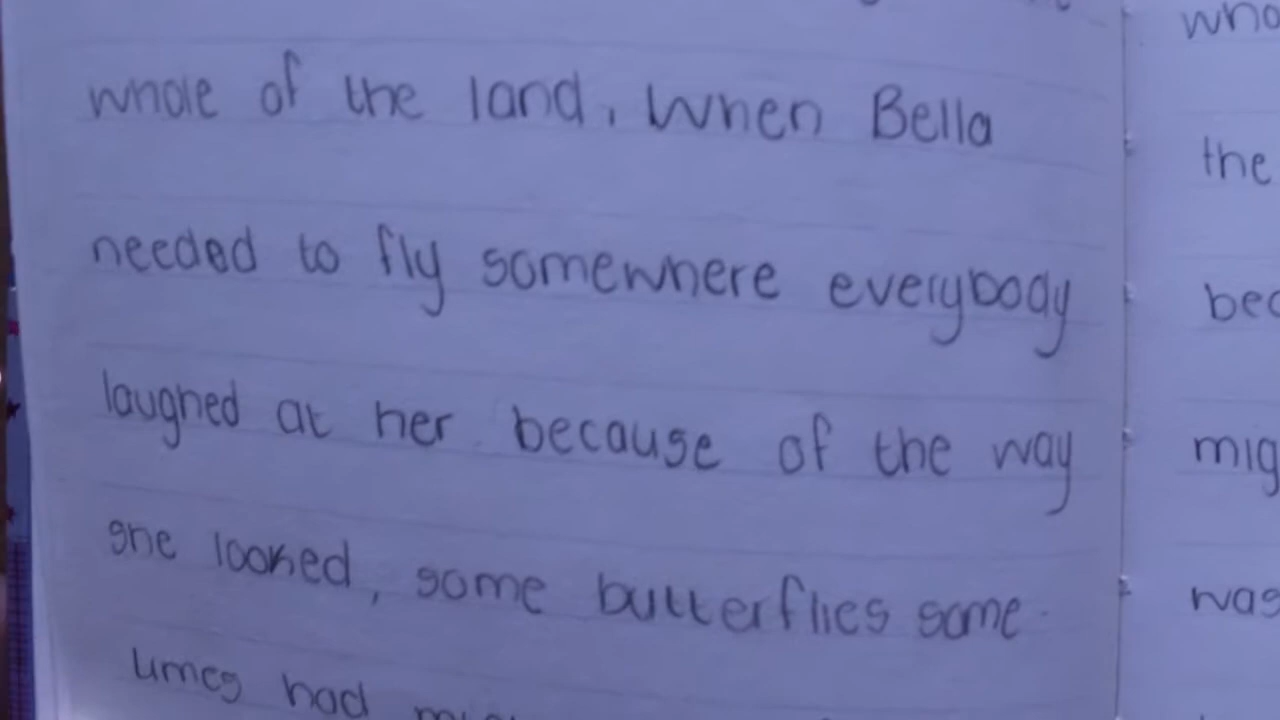 whole of the land, When Bella
needed to fly somewhere everybody
laughed at her because of the way
she looked, some butterflies some
times had
the